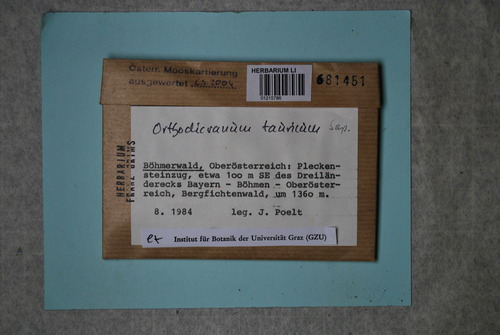 Österr. Mooskartierung
ausgewertet
HERBARIUM LI
681451
Orthodicranum tauricum Sap.
HERBARIUM
FRANZ GRIMS
Böhmerwald, Oberösterreich: Plecken-
steinzug, etwa 100 m SE des Dreilän-
derecks Bayern - Böhmen - Oberöster-
reich, Bergfichtenwald, um 1360 m.
8. 1984 leg. J. Poelt
ex Institut für Botanik der Universität Graz (GZU)